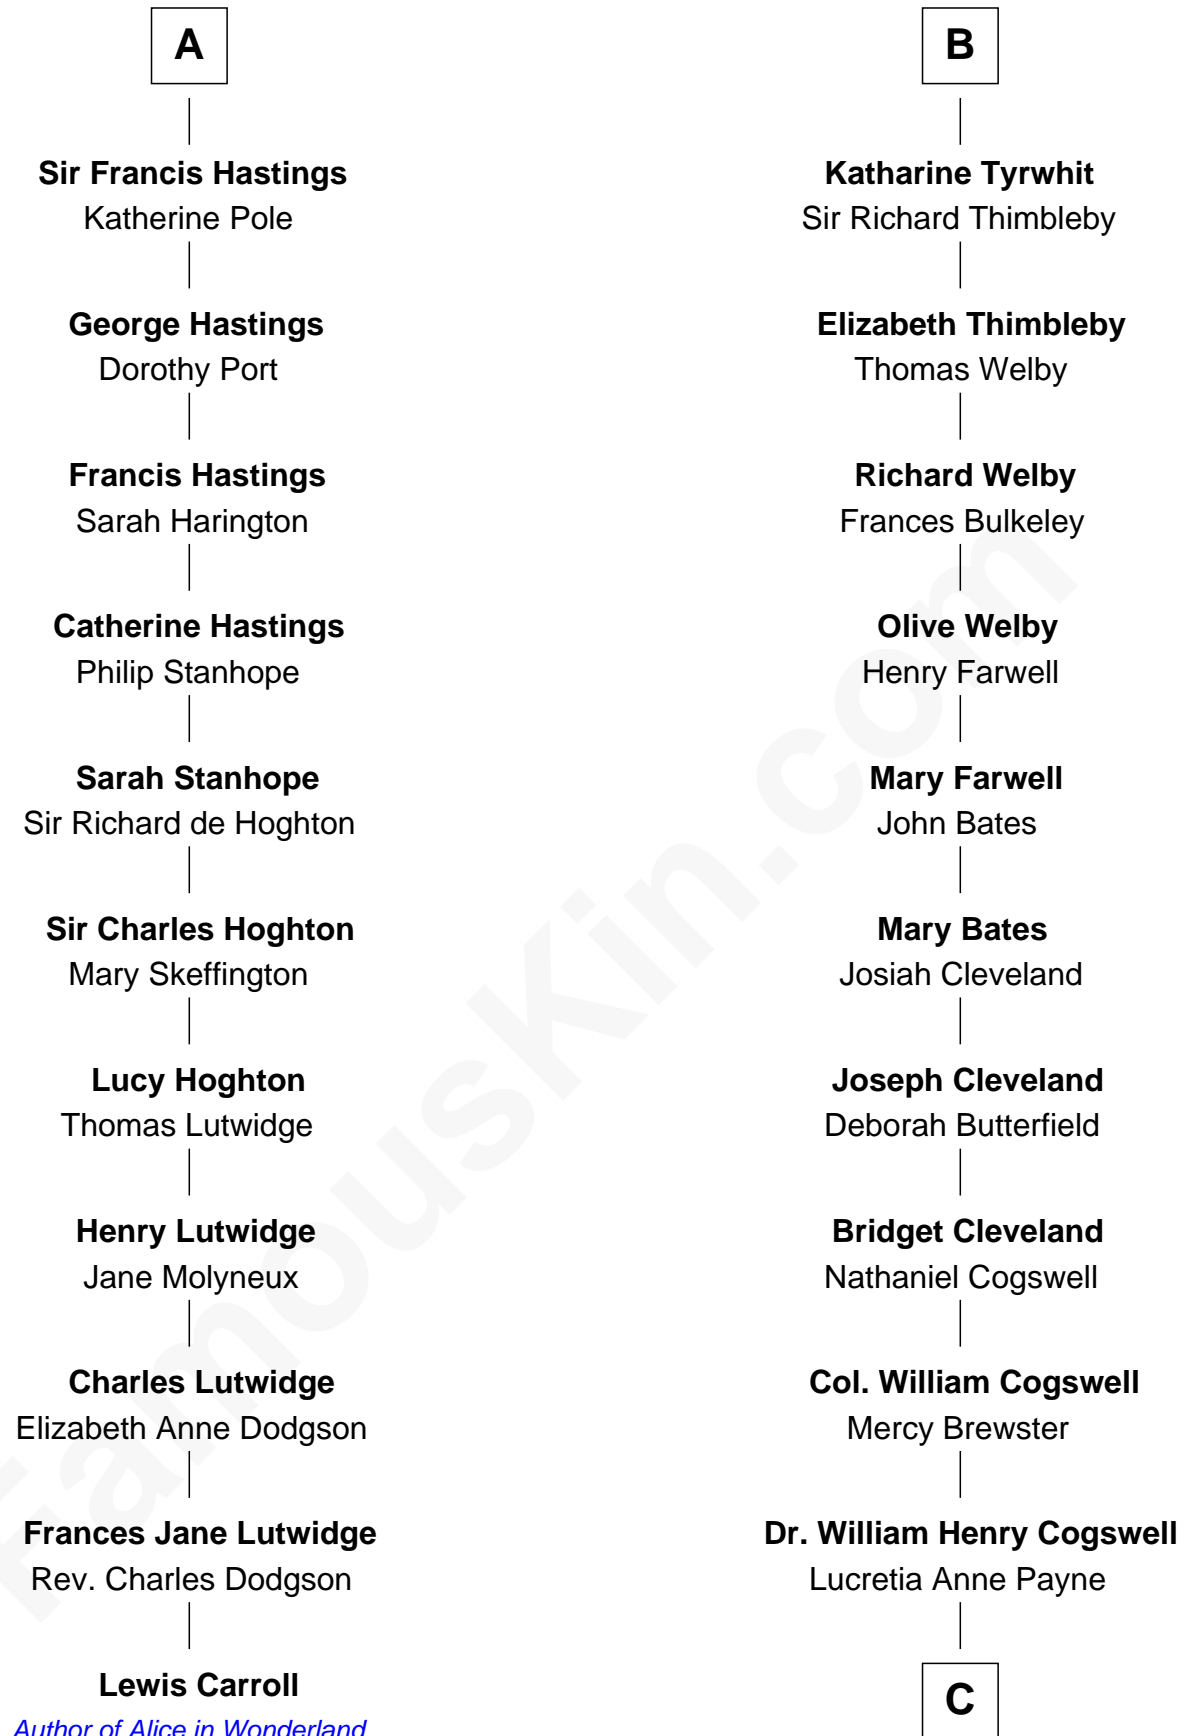 A
Sir Francis Hastings
Katherine Pole
George Hastings
Dorothy Port
Francis Hastings
Sarah Harington
Catherine Hastings
Philip Stanhope
Sarah Stanhope
Sir Richard de Hoghton
Sir Charles Hoghton
Mary Skeffington
Lucy Hoghton
Thomas Lutwidge
Henry Lutwidge
Jane Molyneux
Charles Lutwidge
Elizabeth Anne Dodgson
Frances Jane Lutwidge
Rev. Charles Dodgson
Lewis Carroll
Author of Alice in Wonderland
B
Katharine Tyrwhit
Sir Richard Thimbleby
Elizabeth Thimbleby
Thomas Welby
Richard Welby
Frances Bulkeley
Olive Welby
Henry Farwell
Mary Farwell
John Bates
Mary Bates
Josiah Cleveland
Joseph Cleveland
Deborah Butterfield
Bridget Cleveland
Nathaniel Cogswell
Col. William Cogswell
Mercy Brewster
Dr. William Henry Cogswell
Lucretia Anne Payne
C
FamousKin.com